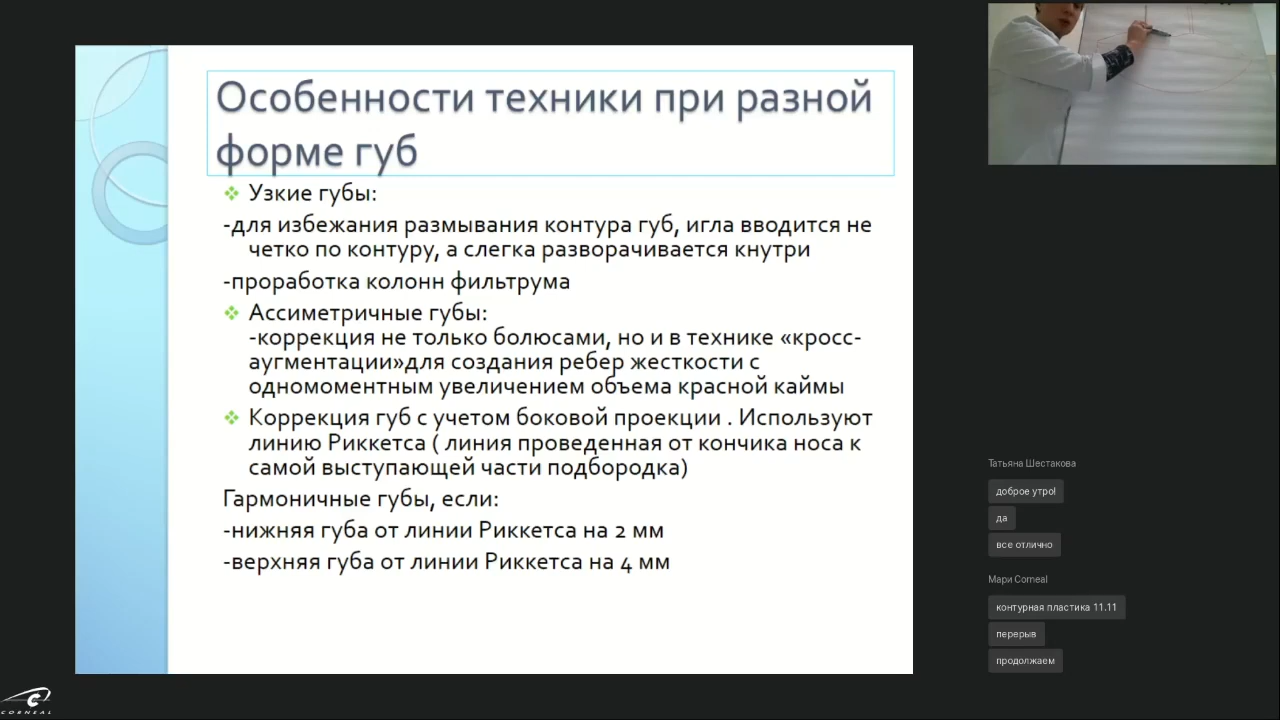 Особенности техники при разной
форме губ
Узкие губы:
-для избежания размывания контура губ, игла вводится не
четко по контуру, а слегка разворачивается кнутри
-проработка колонн фильтрума
Ассиметричные губы:
-коррекция не только болюсами, но и в технике «кросс-
аугментации»для создания ребер жесткости с
одномоментным увеличением объема красной каймы
Коррекция губ с учетом боковой проекции . Используют
линию Риккетса ( линия проведенная от кончика носа к
самой выступающей части подбородка)
Гармоничные губы, если:
-нижняя губа от линии Риккетса на 2 мм
-верхняя губа от линии Риккетса на 4 мм
Татьяна Шестакова
доброе утро!
да
все отлично
Мари Corneal
контурная пластика 11.11
перерыв
продолжаем
CORNEAL